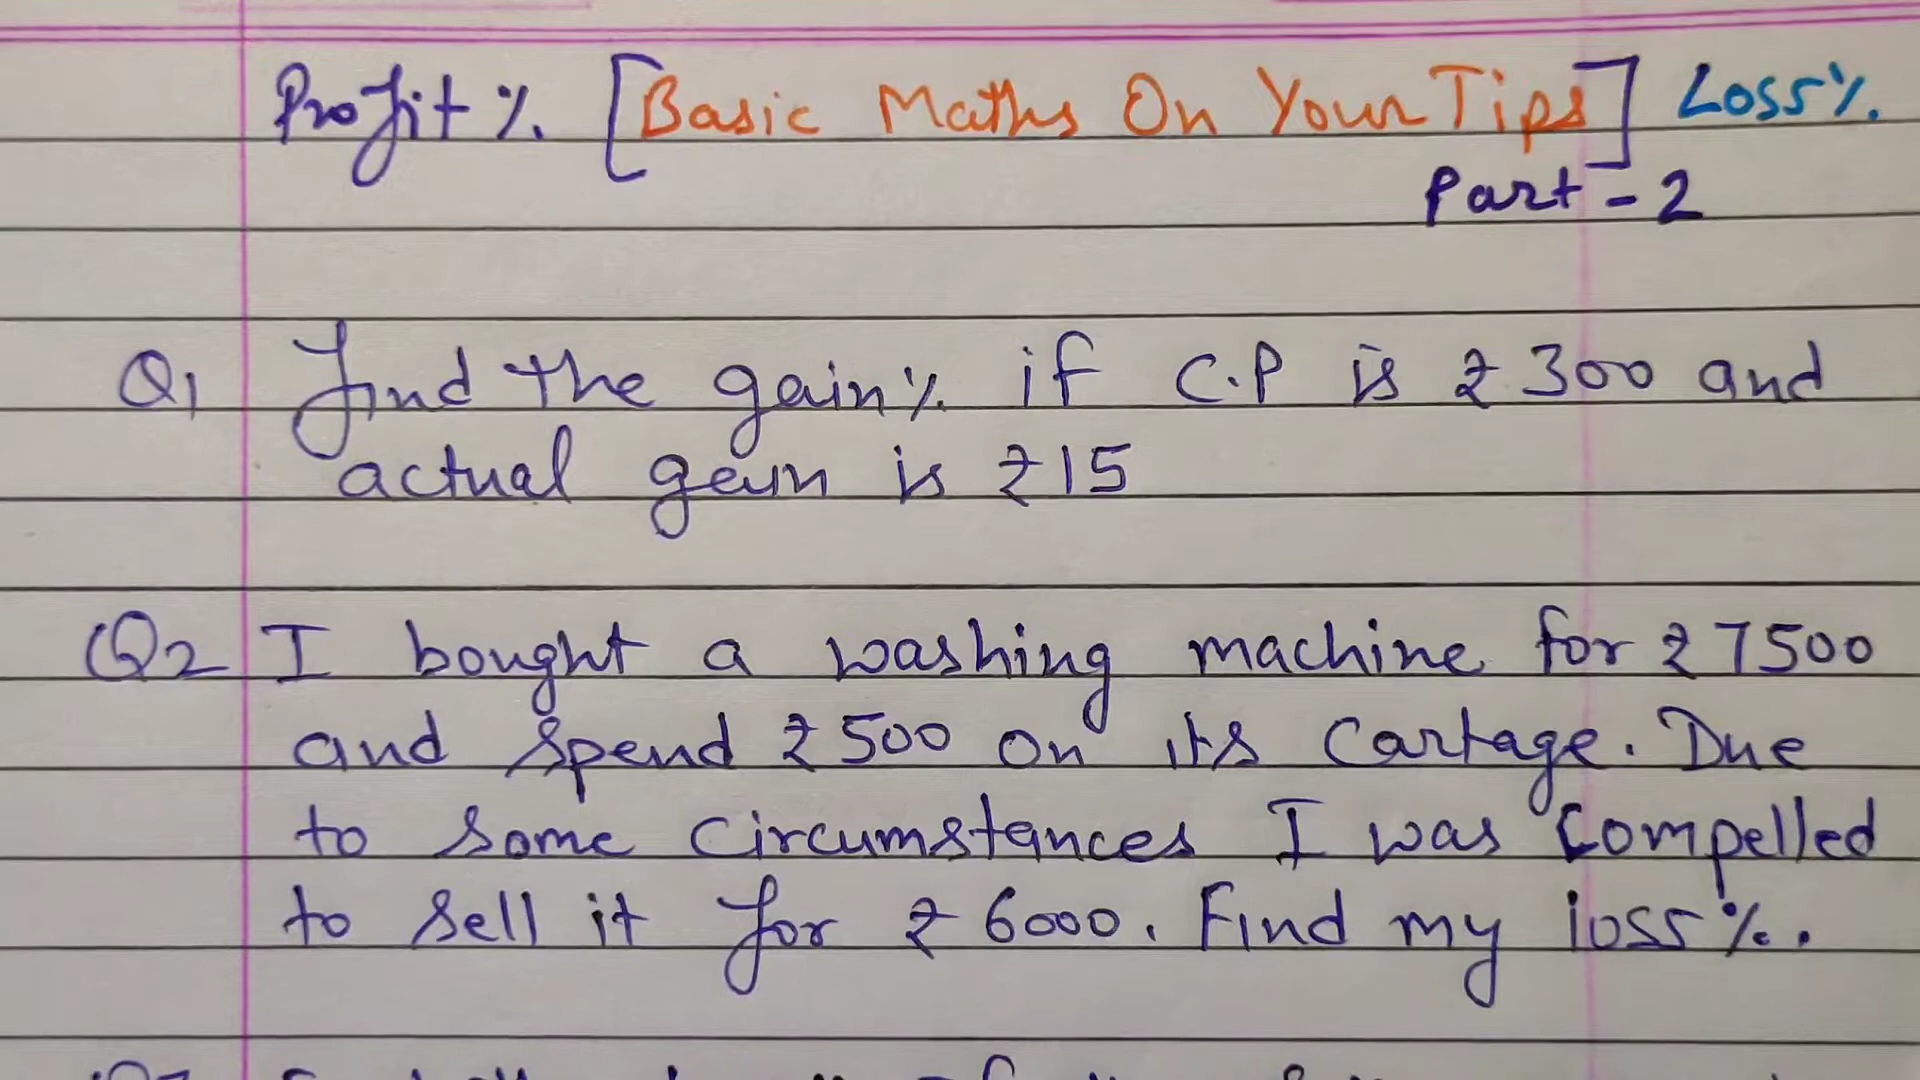 Profit % [Basic Maths On Your Tips] Loss %.
Part - 2
Q1 find the gain % if C.P is ₹ 300 and
actual gain is ₹15
Q2 I bought a washing machine for ₹ 7500
and spend ₹ 500 on its Cartage. Due
to some circumstances I was compelled
to sell it for ₹ 6000. Find my loss %.